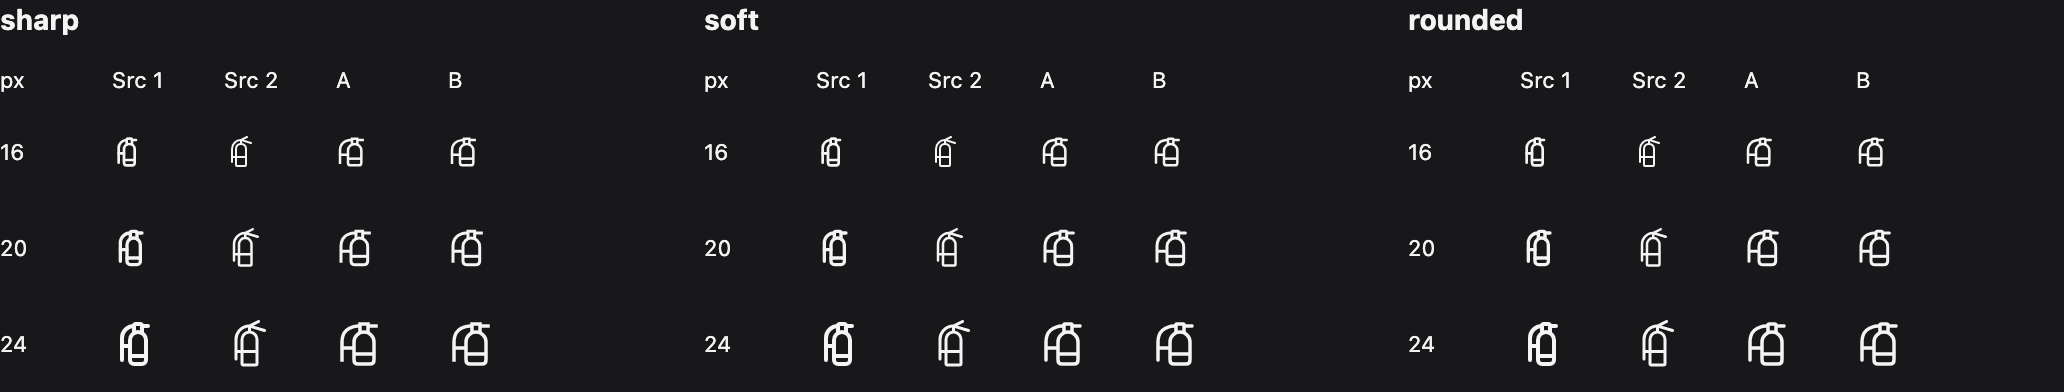 sharp soft rounded
px Src 1 Src 2 A B px Src 1 Src 2 A B px Src 1 Src 2 A B
16 16 16
20 20 20
24 24 24